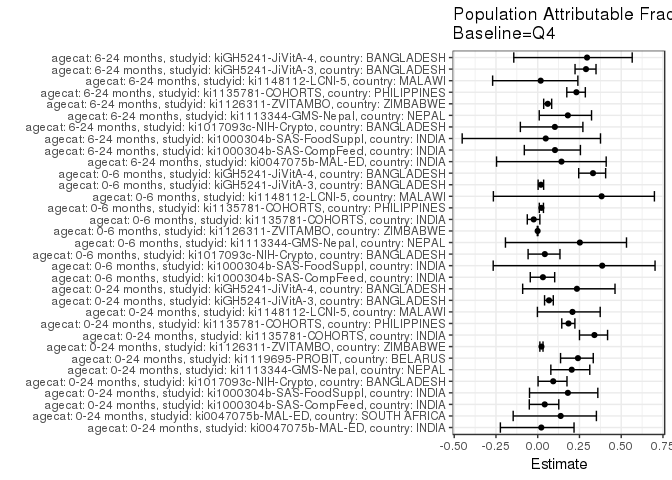 Population Attributable Frac
Baseline=Q4
agecat: 6-24 months, studyid: kiGH5241-JiVitA-4, country: BANGLADESH
agecat: 6-24 months, studyid: kiGH5241-JiVitA-3, country: BANGLADESH
agecat: 6-24 months, studyid: ki1148112-LCNI-5, country: MALAWI
agecat: 6-24 months, studyid: ki1135781-COHORTS, country: PHILIPPINES
agecat: 6-24 months, studyid: ki1126311-ZVITAMBO, country: ZIMBABWE
agecat: 6-24 months, studyid: ki1113344-GMS-Nepal, country: NEPAL
agecat: 6-24 months, studyid: ki1017093c-NIH-Crypto, country: BANGLADESH
agecat: 6-24 months, studyid: ki1000304b-SAS-FoodSuppl, country: INDIA
agecat: 6-24 months, studyid: ki1000304b-SAS-CompFeed, country: INDIA
agecat: 6-24 months, studyid: ki0047075b-MAL-ED, country: INDIA
agecat: 0-6 months, studyid: kiGH5241-JiVitA-4, country: BANGLADESH
agecat: 0-6 months, studyid: kiGH5241-JiVitA-3, country: BANGLADESH
agecat: 0-6 months, studyid: ki1148112-LCNI-5, country: MALAWI
agecat: 0-6 months, studyid: ki1135781-COHORTS, country: PHILIPPINES
agecat: 0-6 months, studyid: ki1135781-COHORTS, country: INDIA
agecat: 0-6 months, studyid: ki1126311-ZVITAMBO, country: ZIMBABWE
agecat: 0-6 months, studyid: ki1113344-GMS-Nepal, country: NEPAL
agecat: 0-6 months, studyid: ki1017093c-NIH-Crypto, country: BANGLADESH
agecat: 0-6 months, studyid: ki1000304b-SAS-FoodSuppl, country: INDIA
agecat: 0-6 months, studyid: ki1000304b-SAS-CompFeed, country: INDIA
agecat: 0-24 months, studyid: kiGH5241-JiVitA-4, country: BANGLADESH
agecat: 0-24 months, studyid: kiGH5241-JiVitA-3, country: BANGLADESH
agecat: 0-24 months, studyid: ki1148112-LCNI-5, country: MALAWI
agecat: 0-24 months, studyid: ki1135781-COHORTS, country: PHILIPPINES
agecat: 0-24 months, studyid: ki1135781-COHORTS, country: INDIA
agecat: 0-24 months, studyid: ki1126311-ZVITAMBO, country: ZIMBABWE
agecat: 0-24 months, studyid: ki1119695-PROBIT, country: BELARUS
agecat: 0-24 months, studyid: ki1113344-GMS-Nepal, country: NEPAL
agecat: 0-24 months, studyid: ki1017093c-NIH-Crypto, country: BANGLADESH
agecat: 0-24 months, studyid: ki1000304b-SAS-FoodSuppl, country: INDIA
agecat: 0-24 months, studyid: ki1000304b-SAS-CompFeed, country: INDIA
agecat: 0-24 months, studyid: ki0047075b-MAL-ED, country: SOUTH AFRICA
agecat: 0-24 months, studyid: ki0047075b-MAL-ED, country: INDIA
-0.50 -0.25 0.00 0.25 0.50 0.75
Estimate